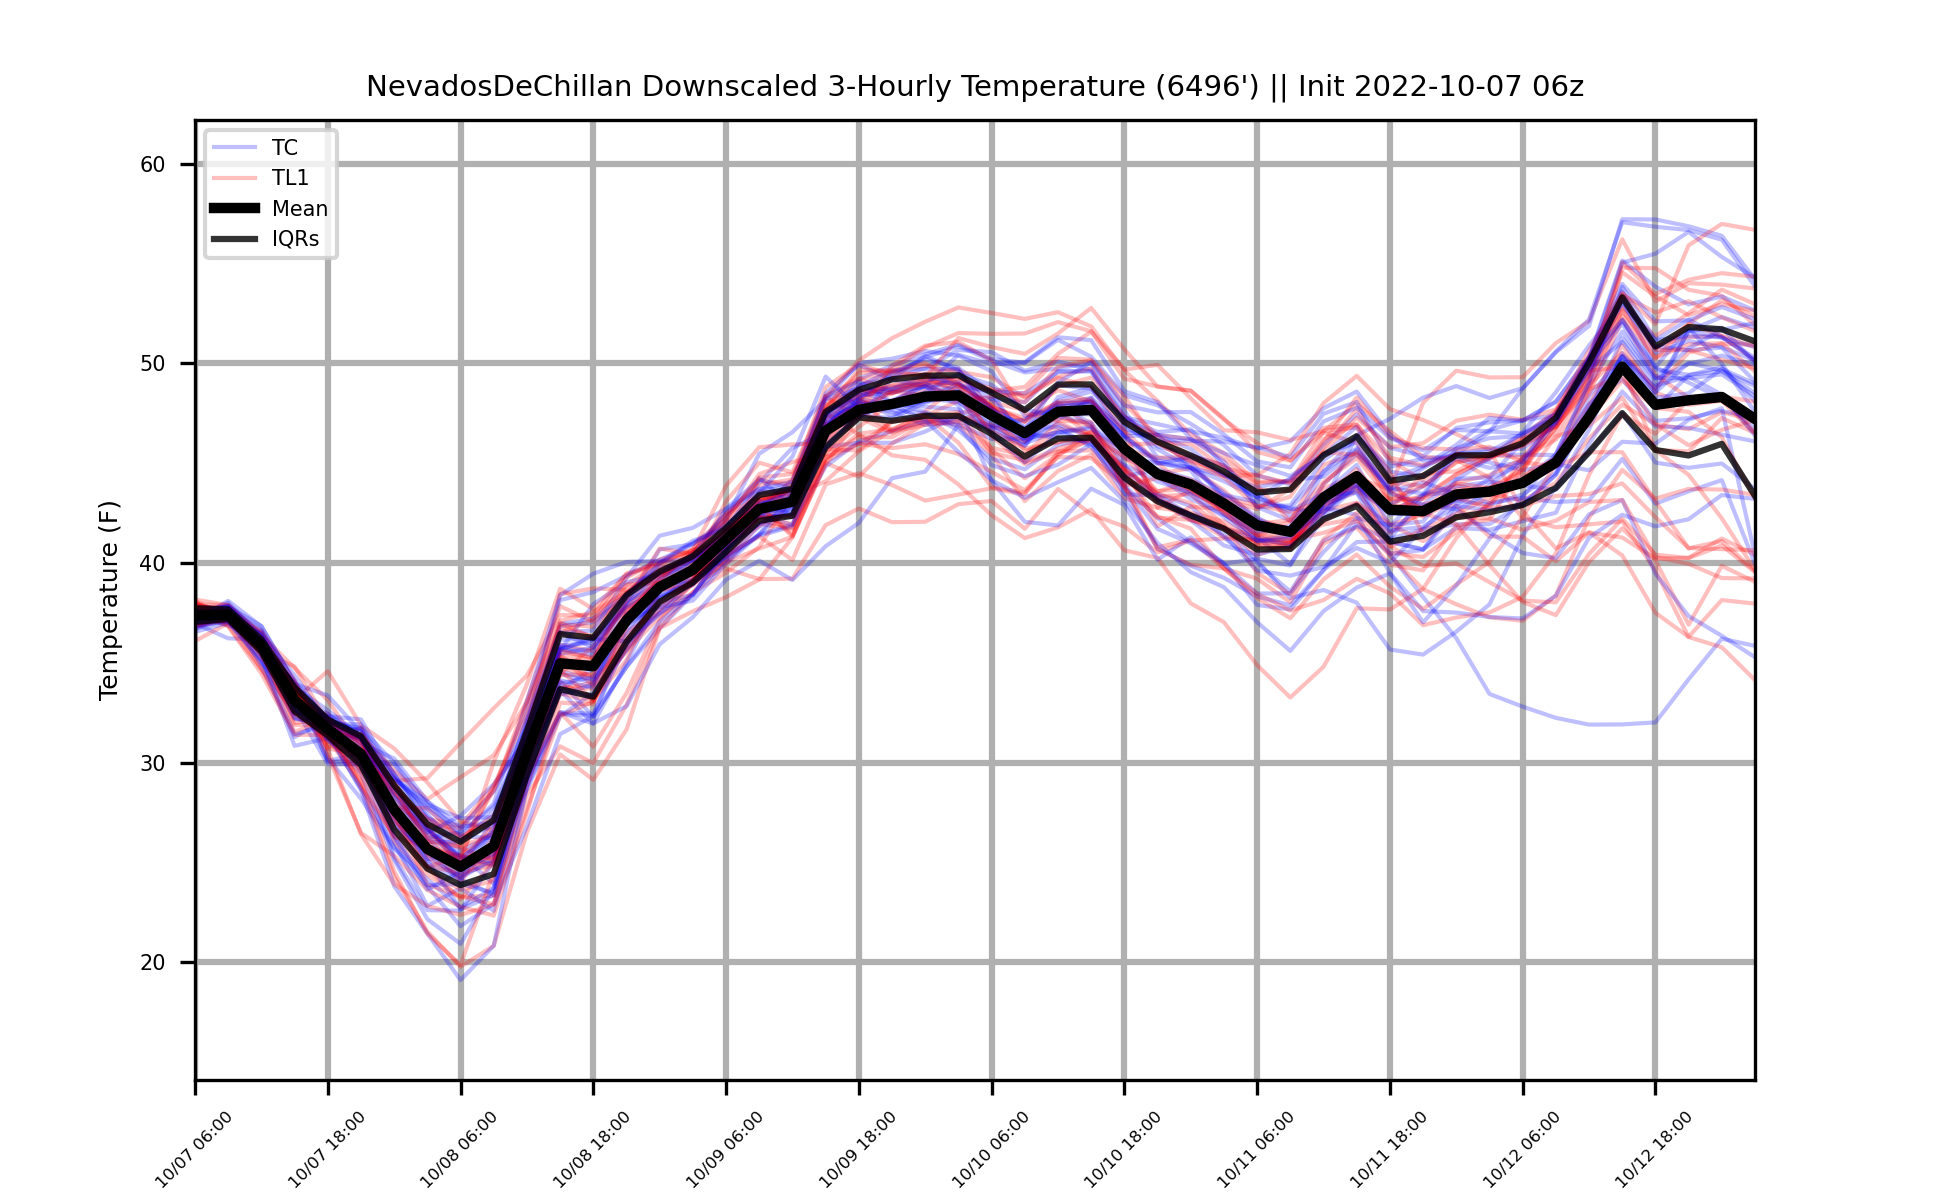 NevadosDeChillan Downscaled 3-Hourly Temperature (6496') || Init 2022-10-07 06z
TC
TL1
Mean
IQRs
Temperature (F)
60
50
40
30
20
10/07 06:00
10/07 18:00
10/08 06:00
10/08 18:00
10/09 06:00
10/09 18:00
10/10 06:00
10/10 18:00
10/11 06:00
10/11 18:00
10/12 06:00
10/12 18:00